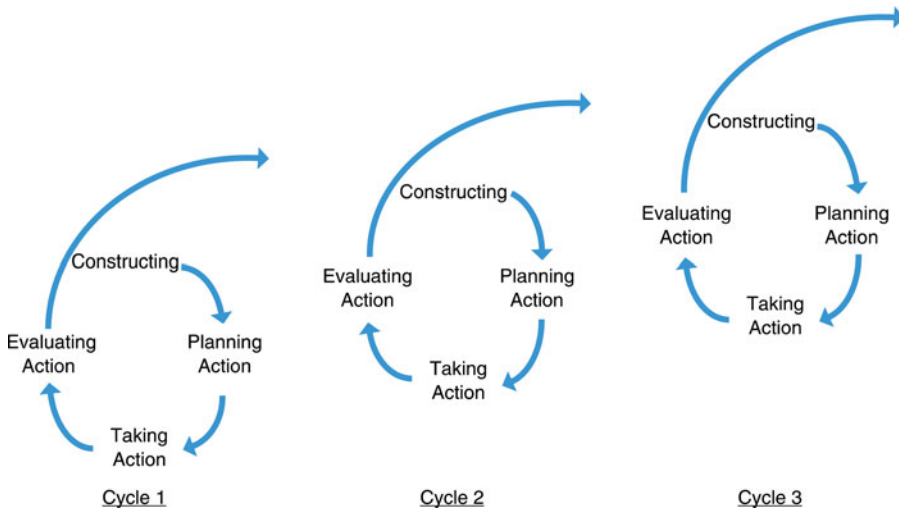 Constructing
Evaluating
Action
Planning
Action
Taking
Action
Cycle 1
Constructing
Evaluating
Action
Planning
Action
Taking
Action
Cycle 2
Constructing
Evaluating
Action
Planning
Action
Taking
Action
Cycle 3